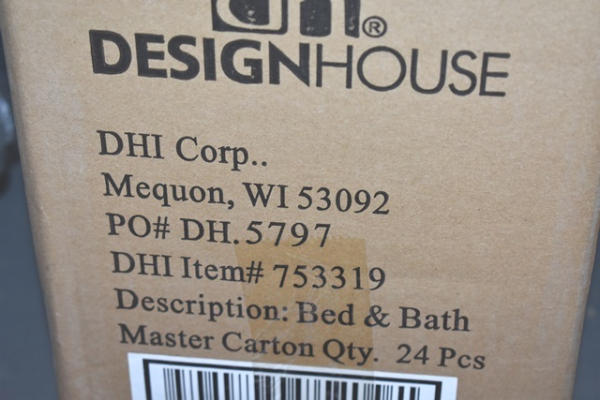 DESIGNHOUSE
DHI Corp..
Mequon, WI 53092
PO# DH. 5797
DHI Item# 753319
Description: Bed & Bath
Master Carton Qty. 24 Pcs